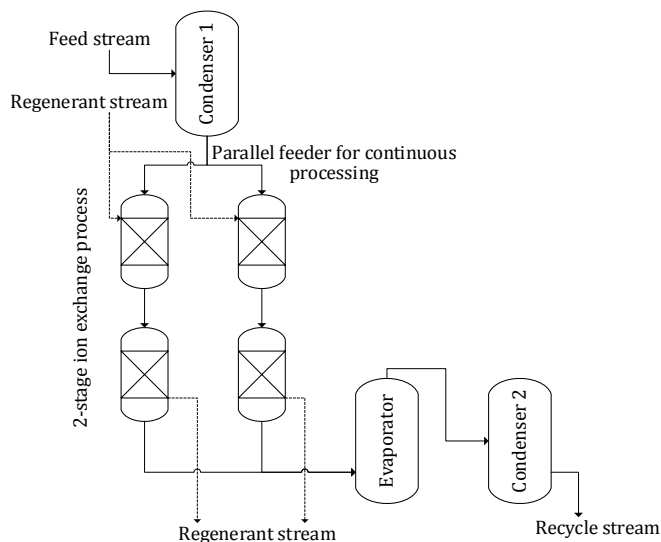 Feed stream
Condenser 1
Regenerant stream
Parallel feeder for continuous
processing
2-stage ion exchange process
Evaporator
Condenser 2
Regenerant stream
Recycle stream